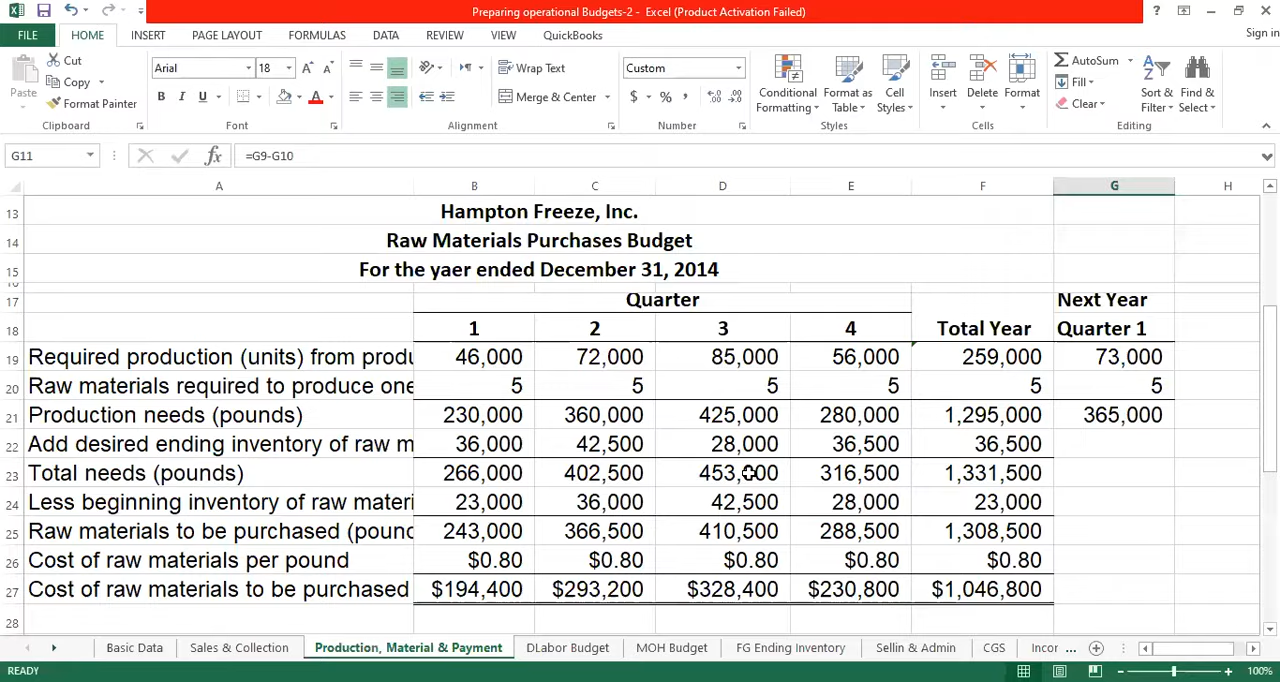 Preparing operational Budgets-2 - Excel (Product Activation Failed)
FILE HOME INSERT PAGE LAYOUT FORMULAS DATA REVIEW VIEW QuickBooks Sign in
Paste Cut Copy Format Painter Clipboard
Arial 18 B I U A Font
Wrap Text Merge & Center Alignment
Custom $ % , Number
Conditional Formatting Format as Table Cell Styles Styles
Insert Delete Format Cells
AutoSum Fill Clear Sort & Filter Find & Select Editing
G11 fx =G9-G10
A B C D E F G H
13 Hampton Freeze, Inc.
14 Raw Materials Purchases Budget
15 For the yaer ended December 31, 2014
17 Quarter Next Year
18 1 2 3 4 Total Year Quarter 1
19 Required production (units) from produ 46,000 72,000 85,000 56,000 259,000 73,000
20 Raw materials required to produce one 5 5 5 5 5 5
21 Production needs (pounds) 230,000 360,000 425,000 280,000 1,295,000 365,000
22 Add desired ending inventory of raw m 36,000 42,500 28,000 36,500 36,500
23 Total needs (pounds) 266,000 402,500 453,000 316,500 1,331,500
24 Less beginning inventory of raw materi 23,000 36,000 42,500 28,000 23,000
25 Raw materials to be purchased (pound 243,000 366,500 410,500 288,500 1,308,500
26 Cost of raw materials per pound $0.80 $0.80 $0.80 $0.80 $0.80
27 Cost of raw materials to be purchased $194,400 $293,200 $328,400 $230,800 $1,046,800
28
Basic Data Sales & Collection Production, Material & Payment DLabor Budget MOH Budget FG Ending Inventory Sellin & Admin CGS Incor ...
READY 100%